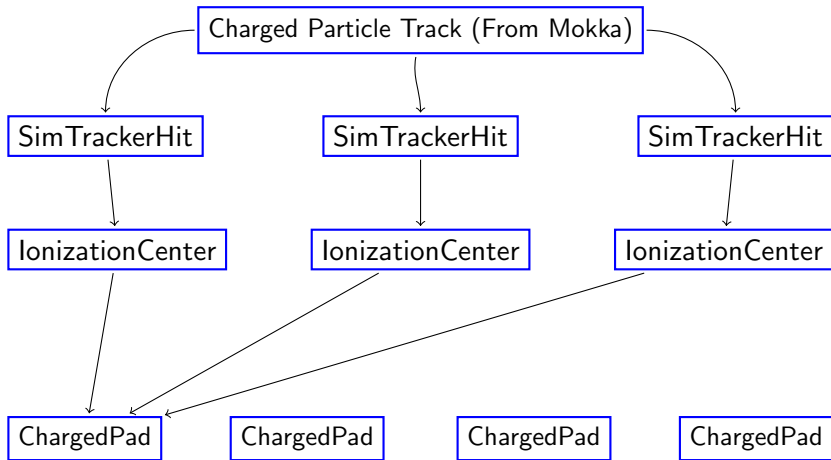 Charged Particle Track (From Mokka)
SimTrackerHit
SimTrackerHit
SimTrackerHit
IonizationCenter
IonizationCenter
IonizationCenter
ChargedPad
ChargedPad
ChargedPad
ChargedPad